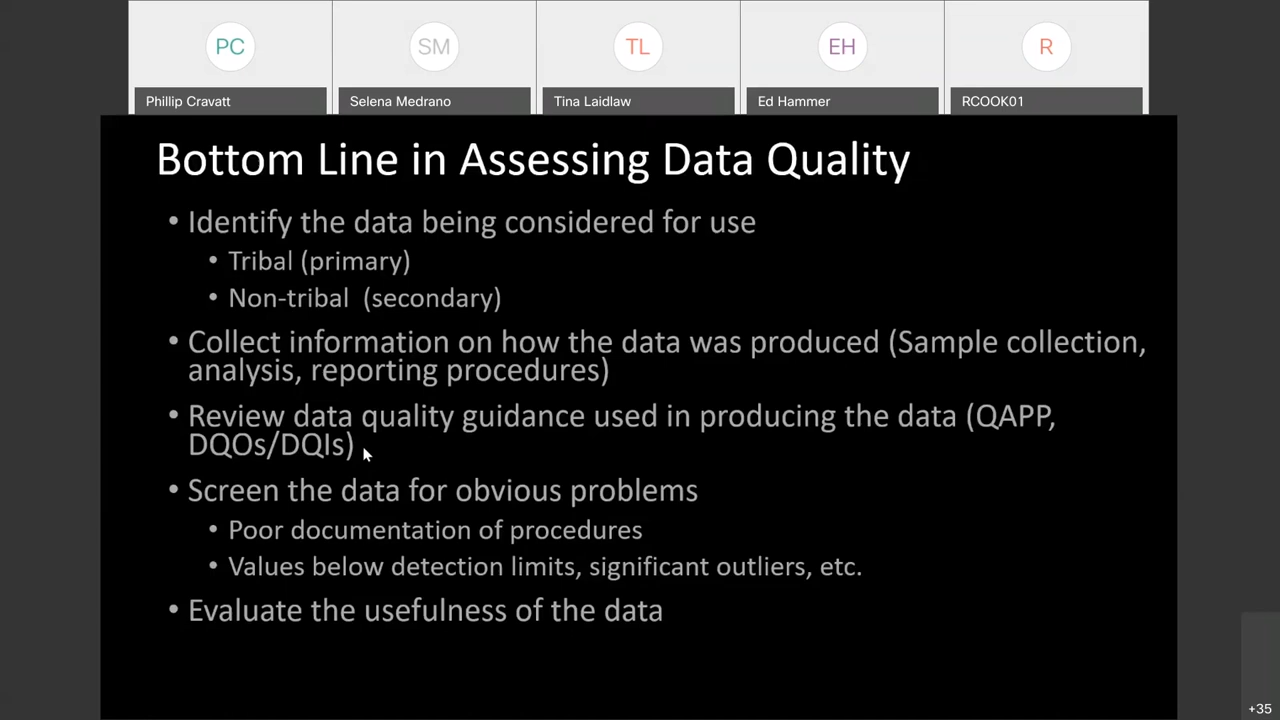 PC
SM
TL
EH
R
Phillip Cravatt
Selena Medrano
Tina Laidlaw
Ed Hammer
RCOOK01
Bottom Line in Assessing Data Quality
• Identify the data being considered for use
• Tribal (primary)
• Non-tribal (secondary)
• Collect information on how the data was produced (Sample collection,
analysis, reporting procedures)
• Review data quality guidance used in producing the data (QAPP,
DQOs/DQIs)
• Screen the data for obvious problems
• Poor documentation of procedures
• Values below detection limits, significant outliers, etc.
• Evaluate the usefulness of the data
+35